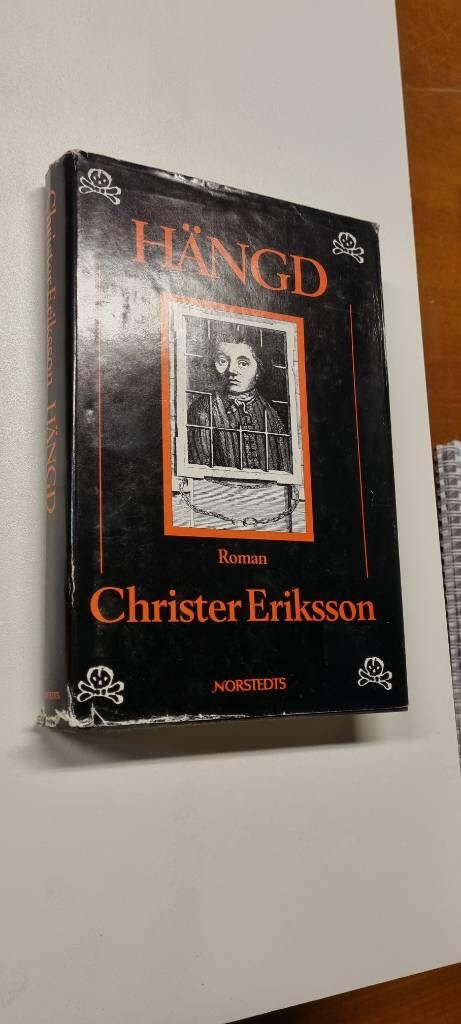 HÄNGD
Roman
Christer Eriksson
NORSTEDTS
Christer Eriksson HÄNGD